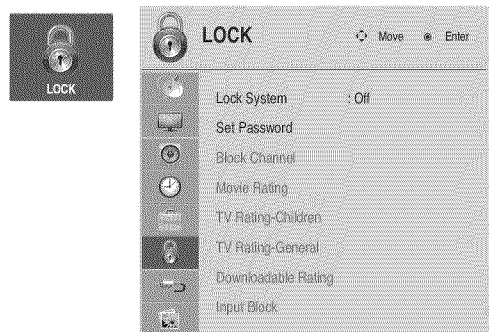 LOCK
LOCK
Move
Enter
Lock System : Off
Set Password
Block Channel
Movie Rating
TV Rating-Children
TV Rating-General
Downloadable Rating
Input Block